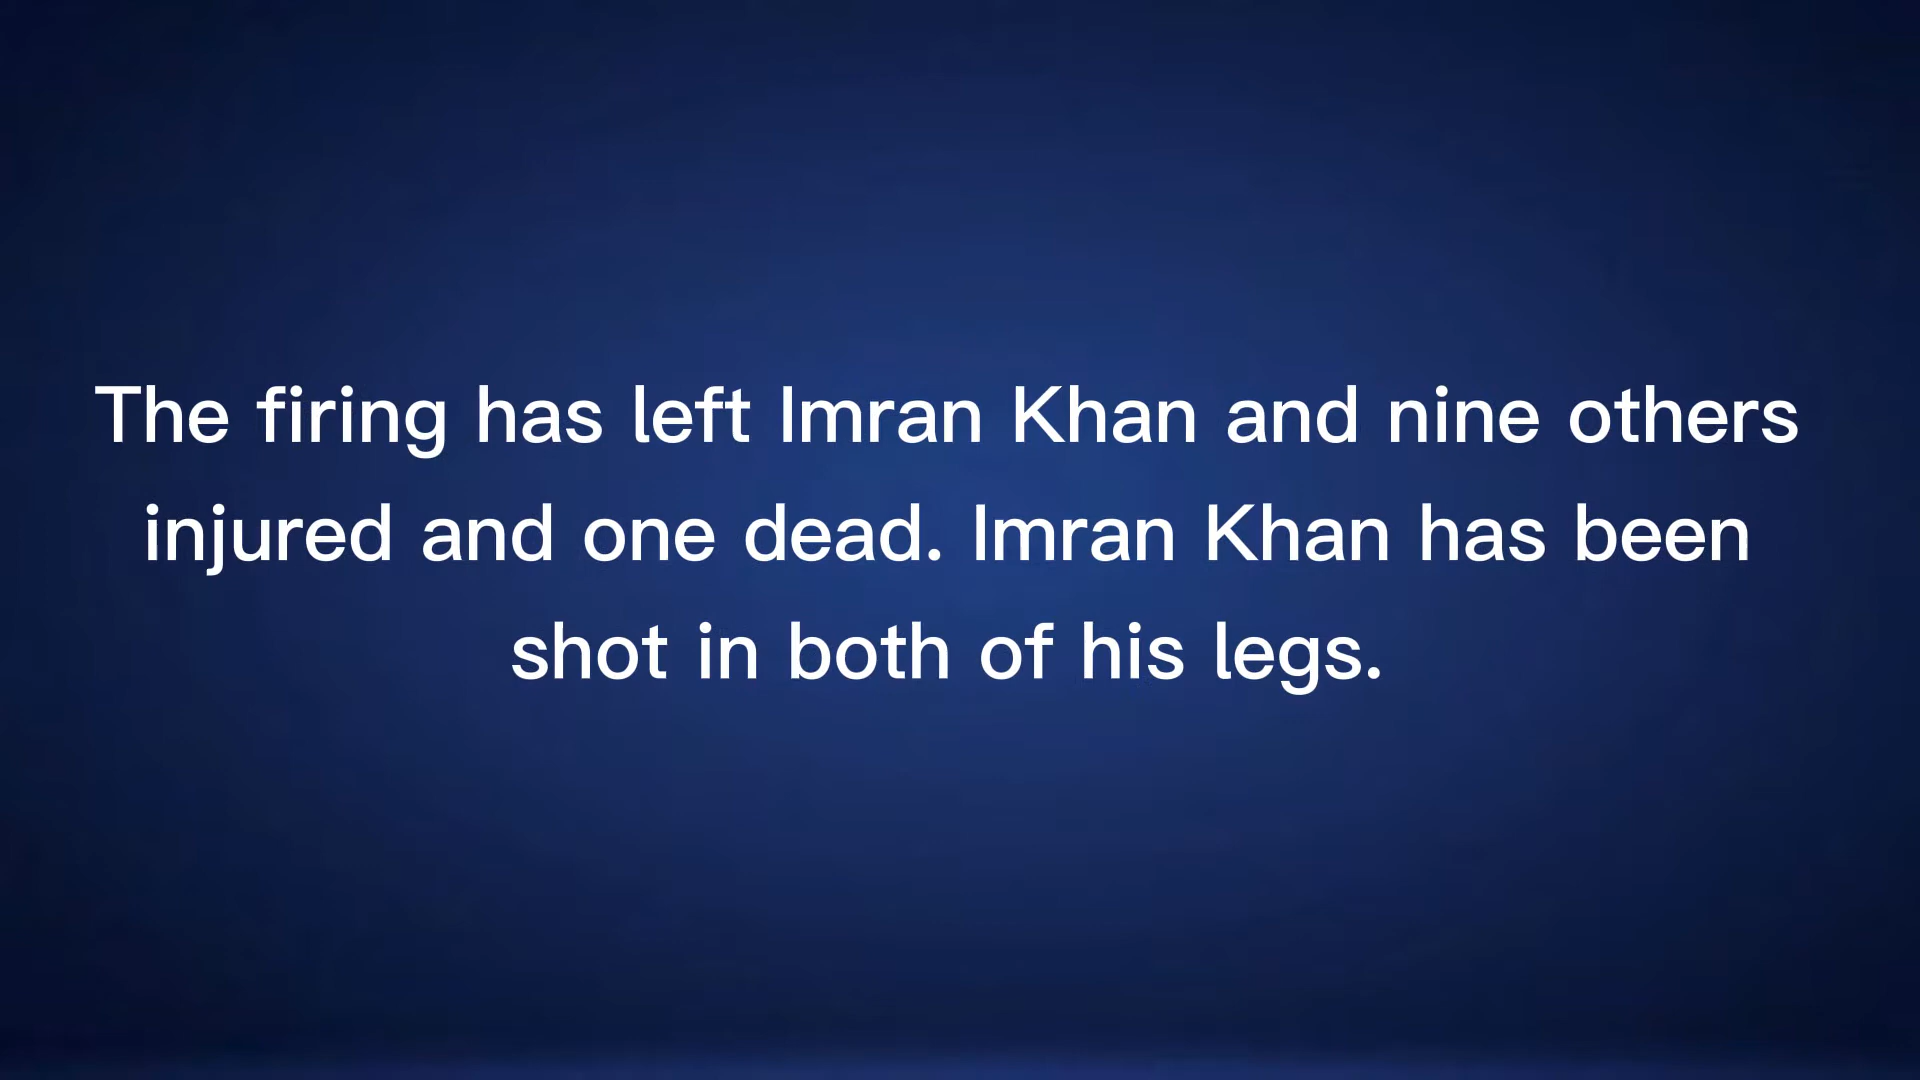 The firing has left Imran Khan and nine others
injured and one dead. Imran Khan has been
shot in both of his legs.